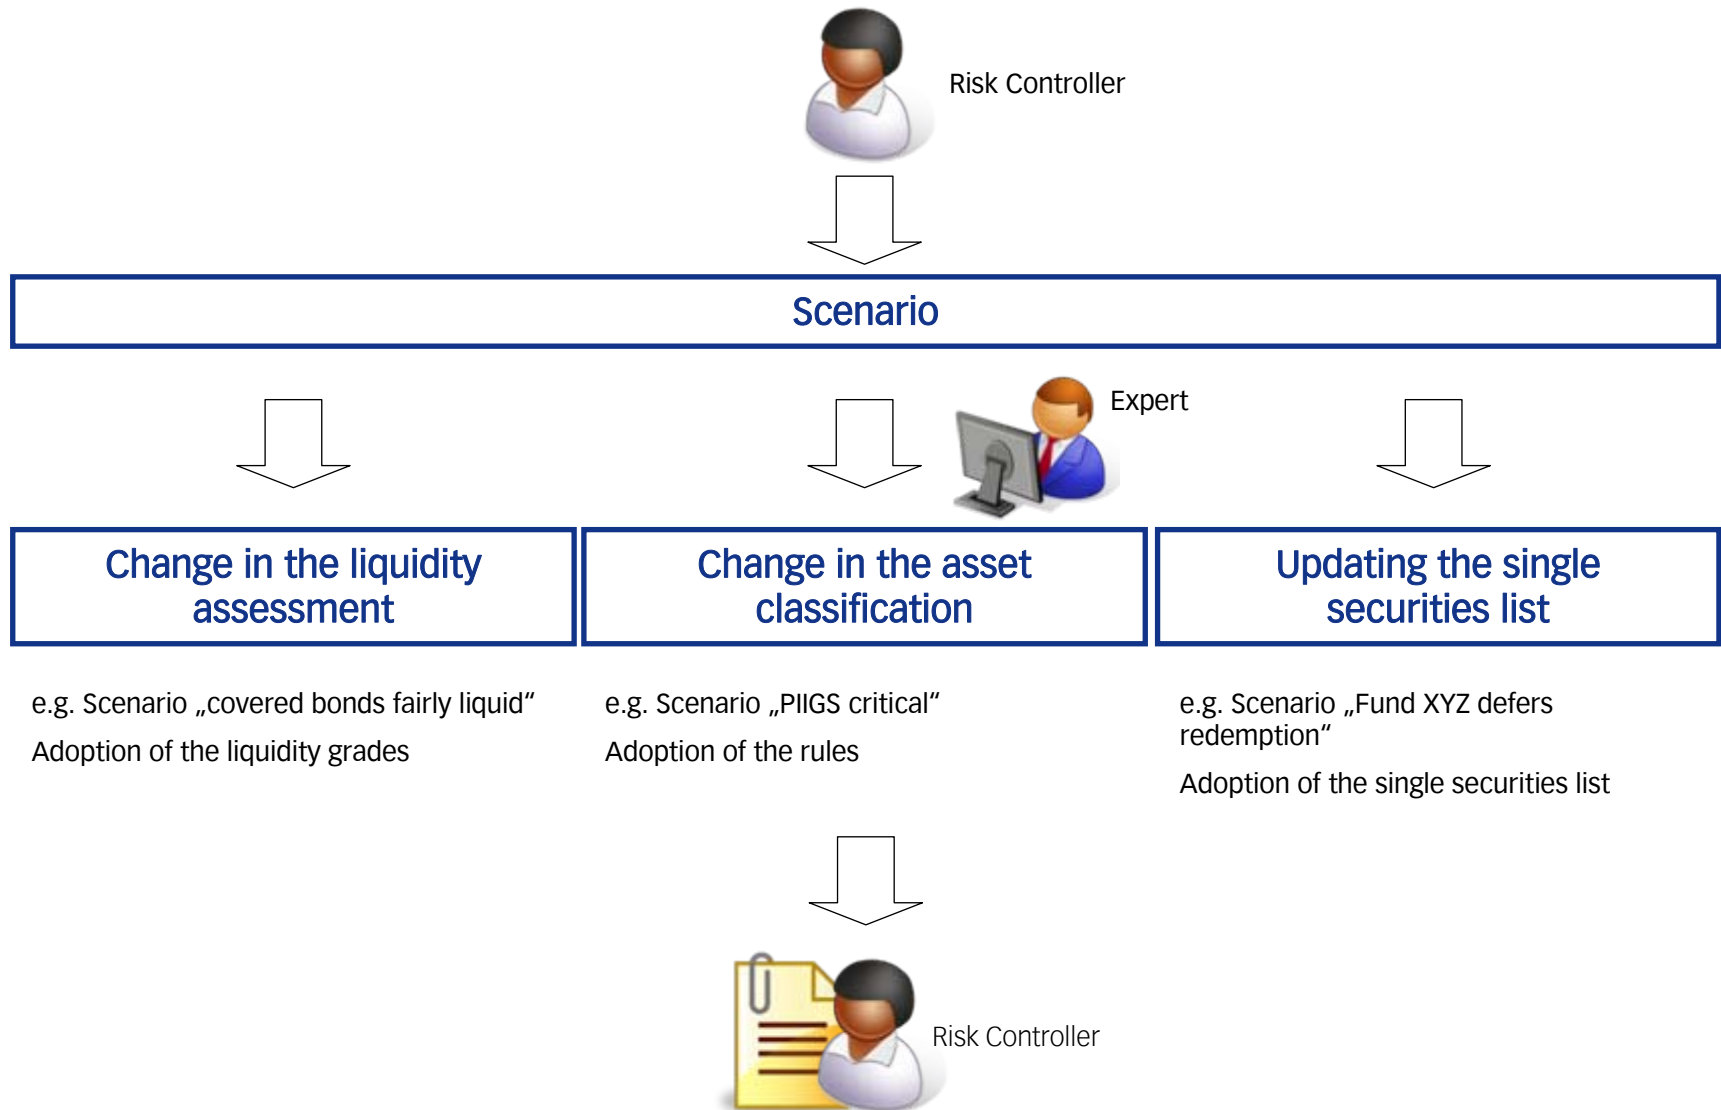 Risk Controller
Scenario
Expert
Change in the liquidity
assessment
Change in the asset
classification
Updating the single
securities list
e.g. Scenario „covered bonds fairly liquid“
Adoption of the liquidity grades
e.g. Scenario „PIIGS critical“
Adoption of the rules
e.g. Scenario „Fund XYZ defers
redemption“
Adoption of the single securities list
Risk Controller